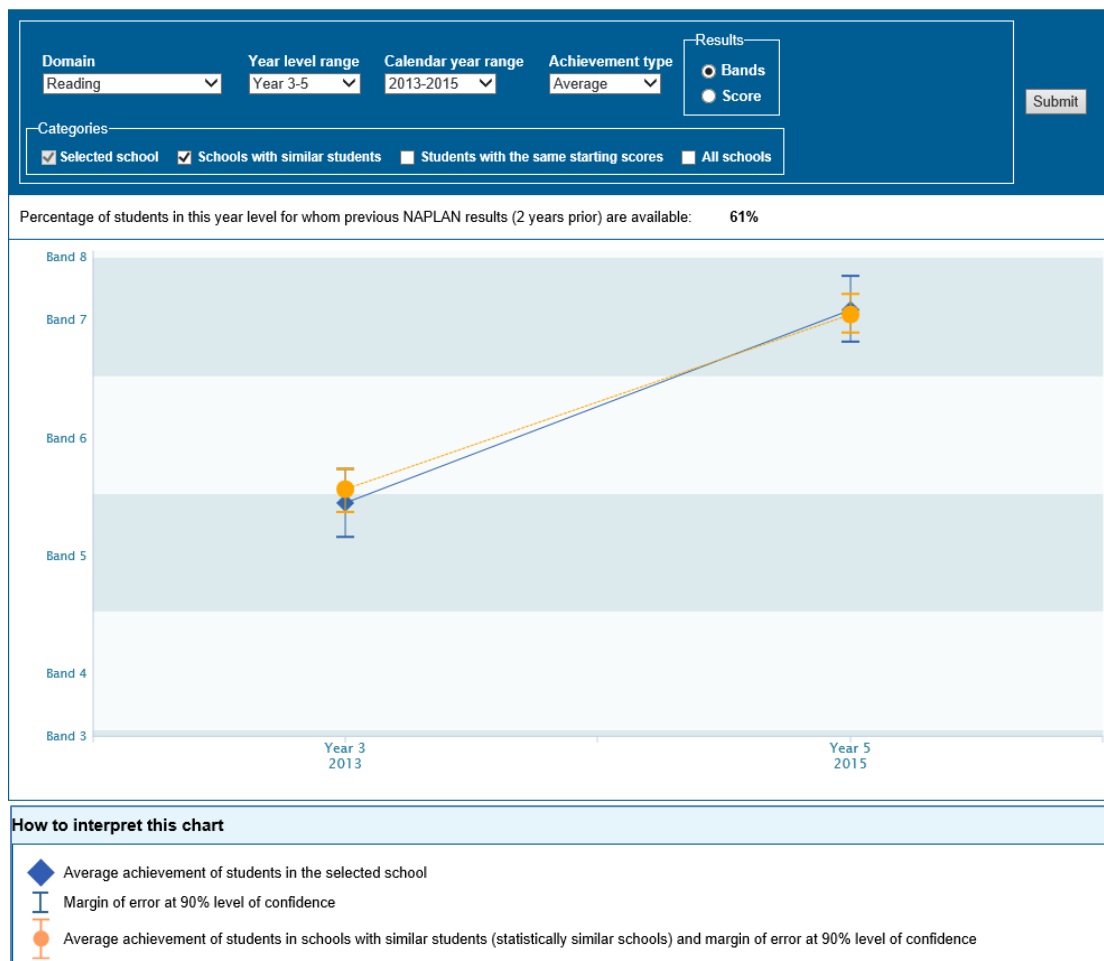 Results
Domain
Year level range
Calendar year range
Achievement type
Reading
Year 3-5
2013-2015
Average
Bands
Score
Submit
Categories
Selected school
Schools with similar students
Students with the same starting scores
All schools
Percentage of students in this year level for whom previous NAPLAN results (2 years prior) are available: 61%
Band 8
Band 7
Band 6
Band 5
Band 4
Band 3
Year 3
2013
Year 5
2015
How to interpret this chart
Average achievement of students in the selected school
Margin of error at 90% level of confidence
Average achievement of students in schools with similar students (statistically similar schools) and margin of error at 90% level of confidence